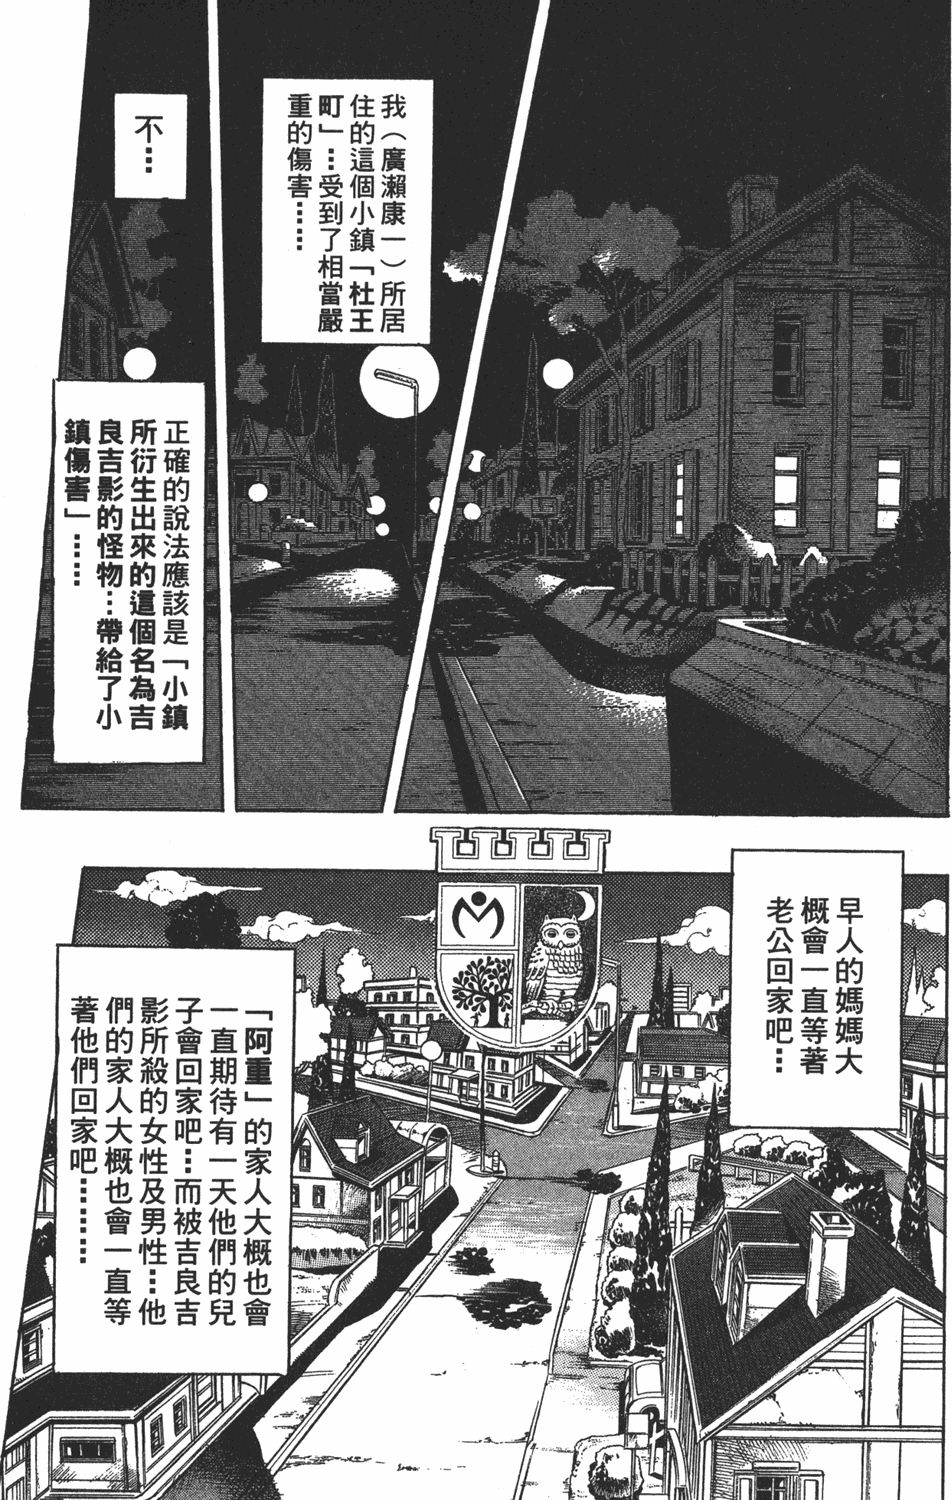 我（廣瀨康一）所居
住的這個小鎮「杜王
町」…受到了相當嚴
重的傷害……
不…
正確的說法應該是「小鎮
所衍生出來的這個名為吉
良吉影的怪物…帶給了小
鎮傷害」……
早人的媽媽大
概會一直等著
老公回家吧…
「阿重」的家人大概也會
一直期待有一天他們的兒
子會回家吧…而被吉良吉
影所殺的女性及男性…他
們的家人大概也會一直等
著他們回家吧………